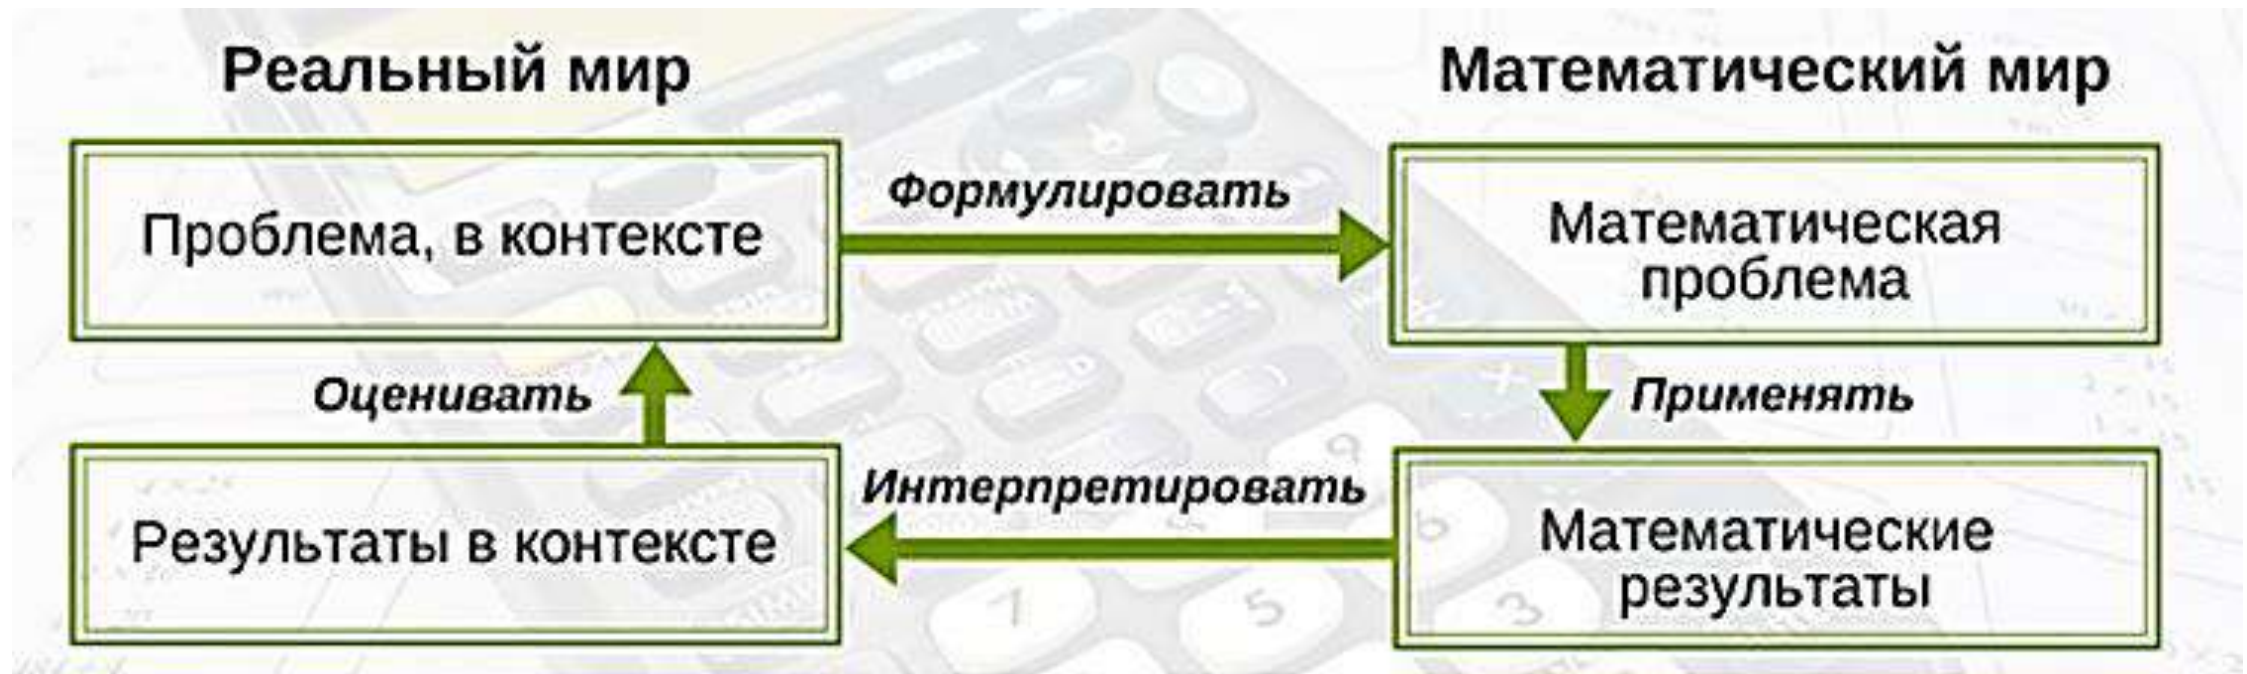 Реальный мир
Математический мир
Проблема, в контексте
Формулировать
Математическая
проблема
Оценивать
Применять
Результаты в контексте
Интерпретировать
Математические
результаты